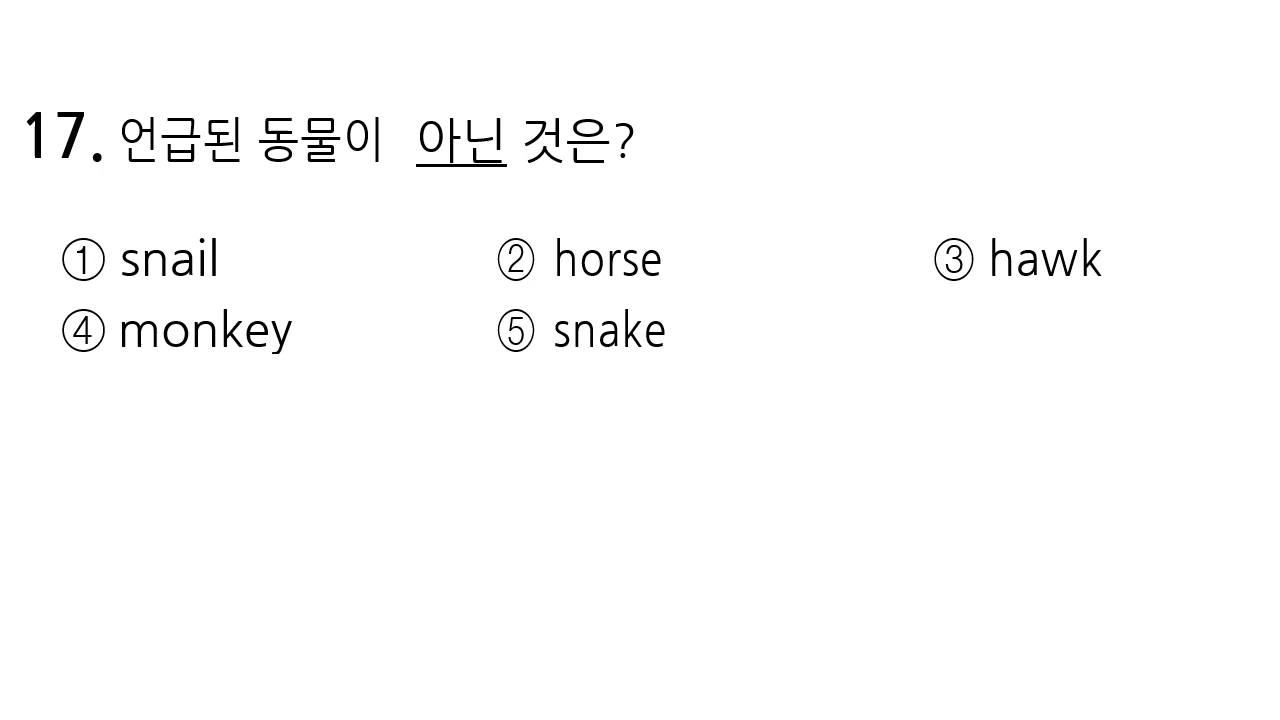 17. 언급된 동물이 아닌 것은?
① snail ② horse ③ hawk
④ monkey ⑤ snake